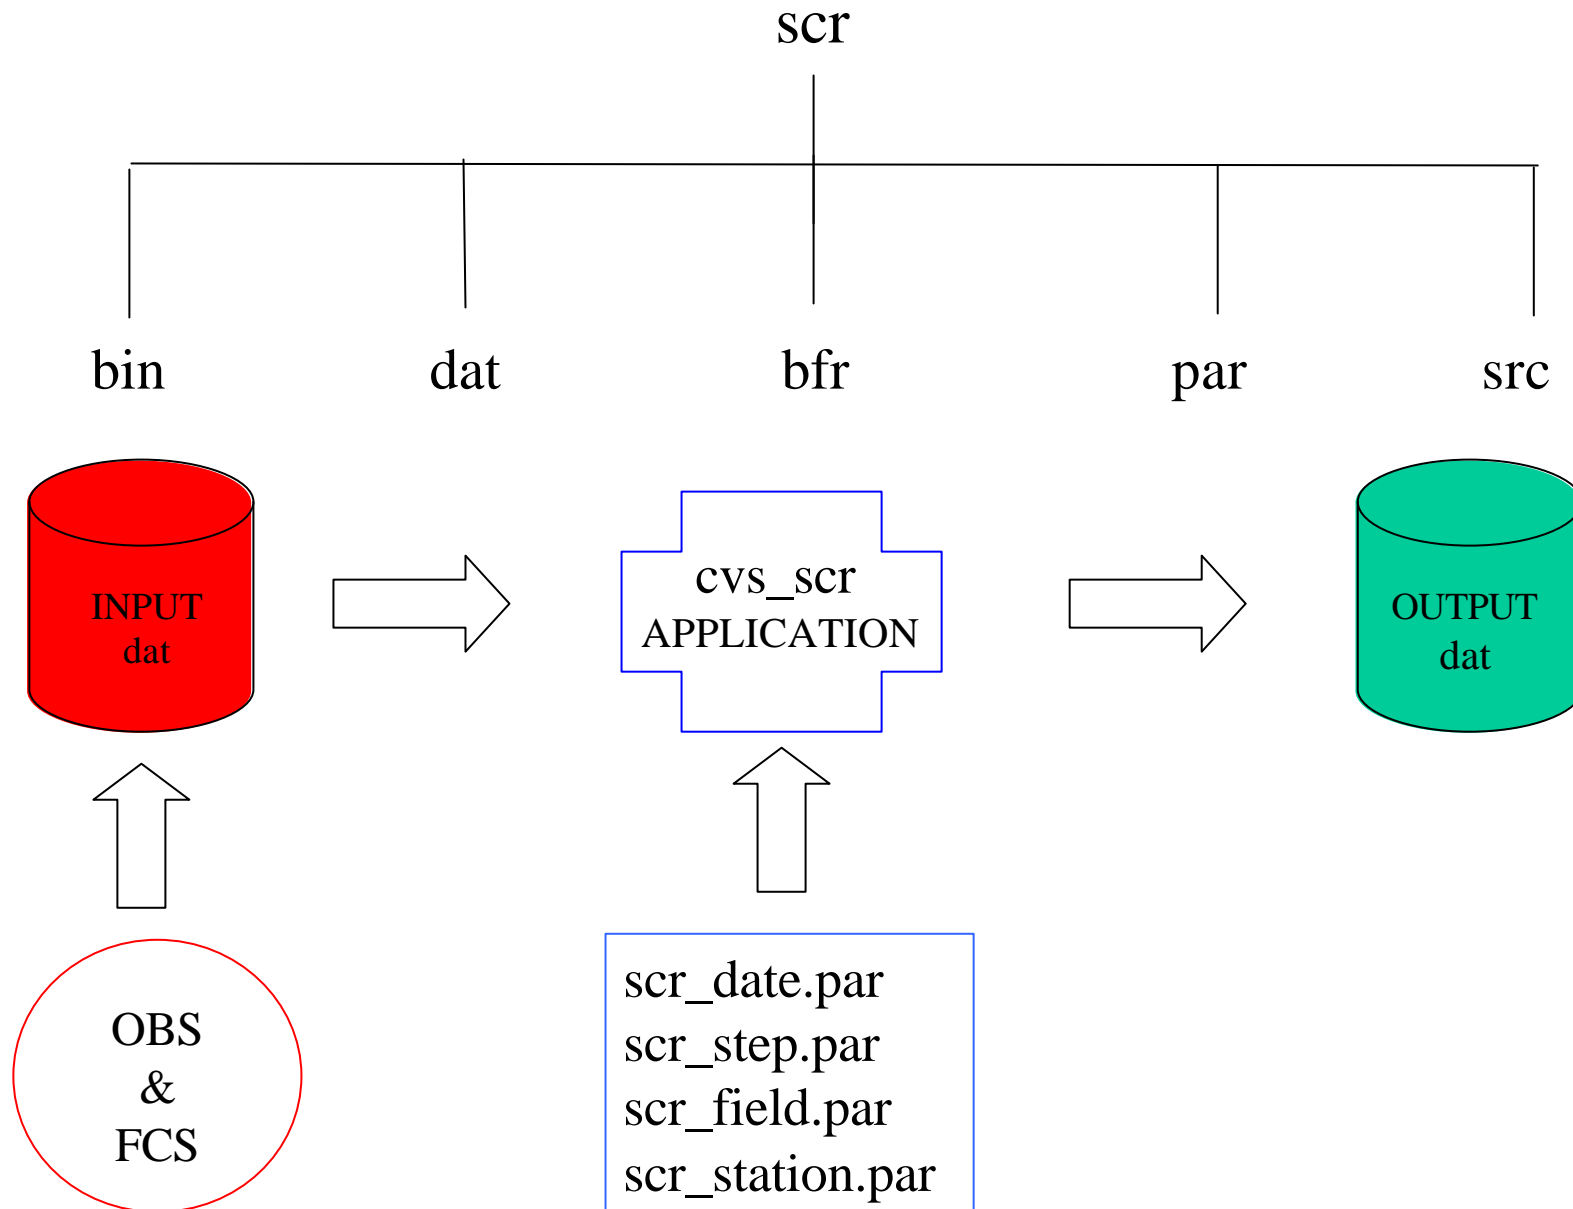 scr
bin dat bfr par src
INPUT
dat
cvs_scr
APPLICATION
OUTPUT
dat
OBS
&
FCS
scr_date.par
scr_step.par
scr_field.par
scr_station.par